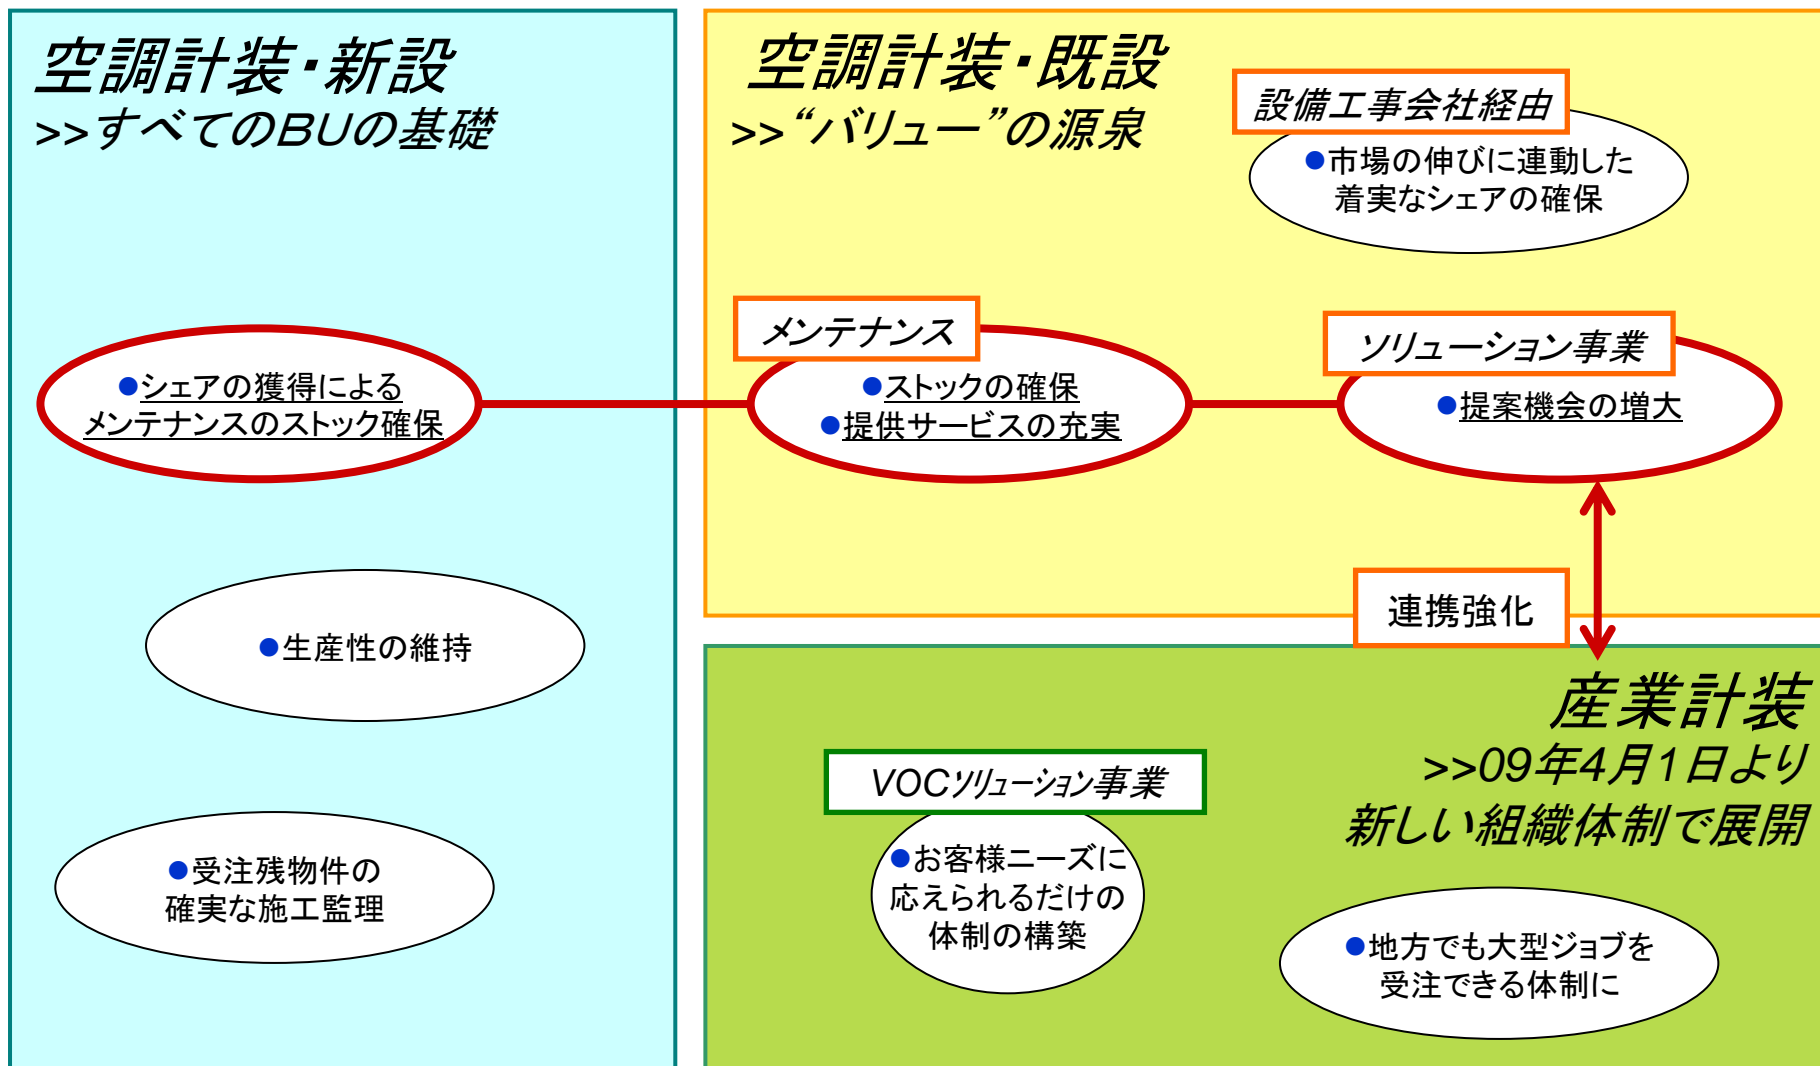 空調計装・新設
>>すべてのBUの基礎
●シェアの獲得による
メンテナンスのストック確保
●生産性の維持
●受注残物件の
確実な施工監理
空調計装・既設
>>“バリュー”の源泉
設備工事会社経由
●市場の伸びに連動した
着実なシェアの確保
メンテナンス
●ストックの確保
●提供サービスの充実
ソリューション事業
●提案機会の増大
連携強化
産業計装
>>09年4月1日より
新しい組織体制で展開
VOCソリューション事業
●お客様ニーズに
応えられるだけの
体制の構築
●地方でも大型ジョブを
受注できる体制に